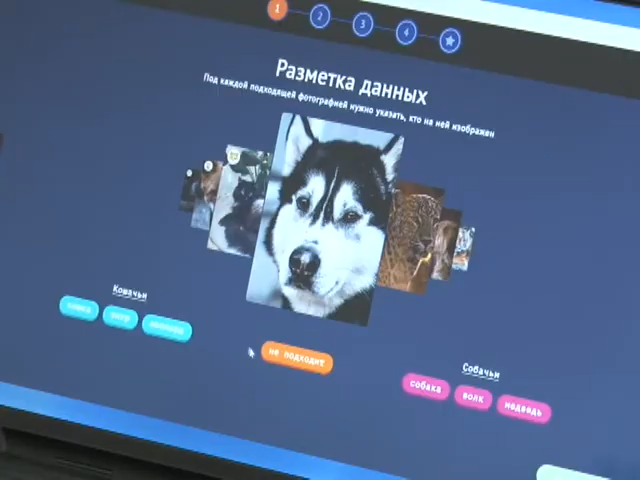 1 2 3 4
Разметка данных
Под каждой подходящей фотографией нужно указать, кто на ней изображен
Кошачьи
не подходит
Собачьи
собака волк медведь